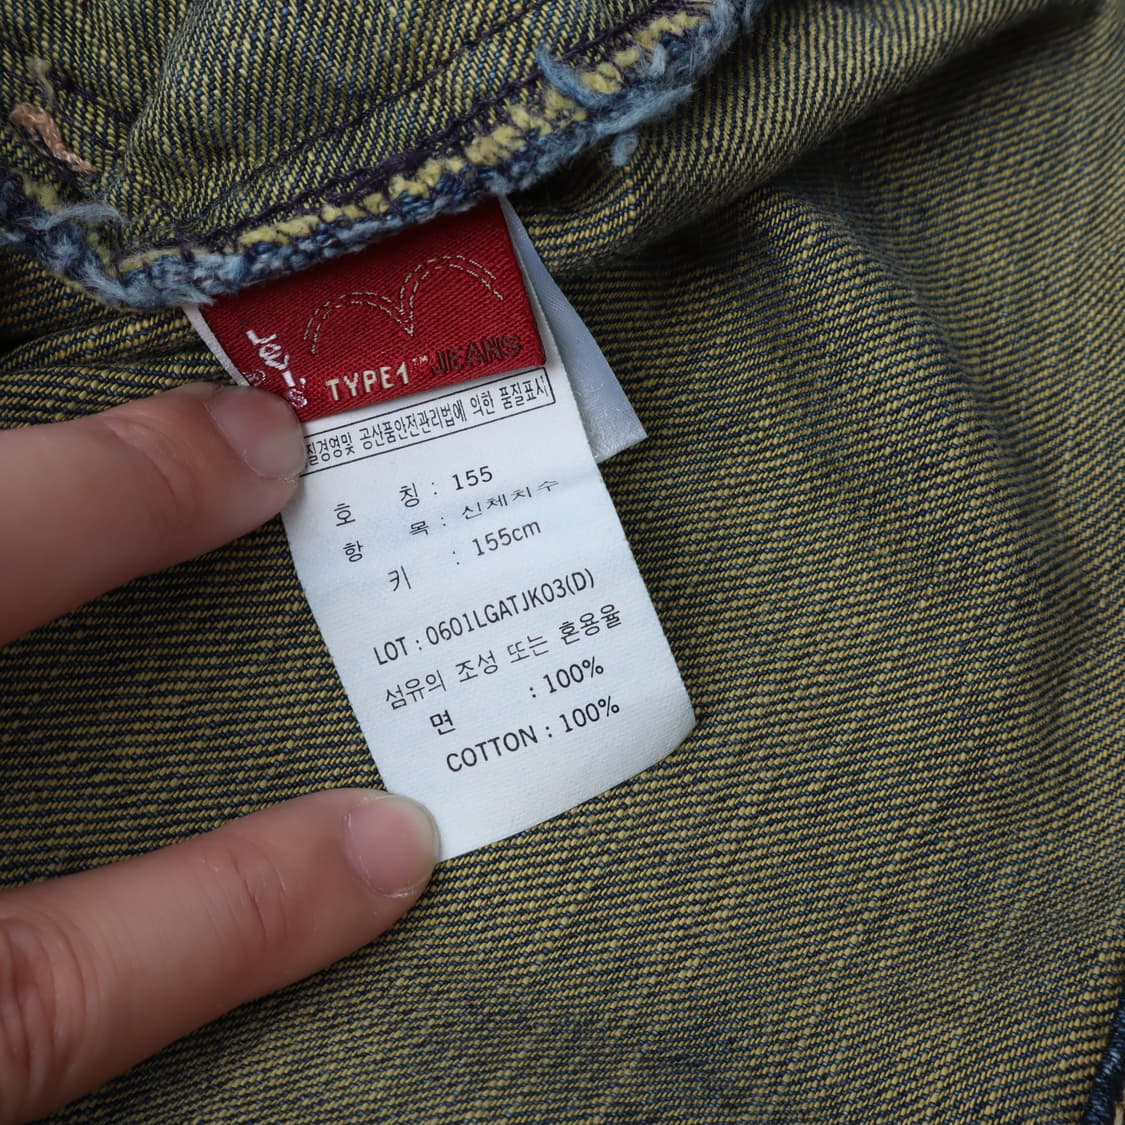 Levi's
TYPE1™ JEANS
질경영및 공산품안전관리법에 의한 품질표시
호 칭 : 155
항 목 : 신체치수
키 : 155cm
LOT : 0601LGATJK03(D)
섬유의 조성 또는 혼용율
면 : 100%
COTTON : 100%